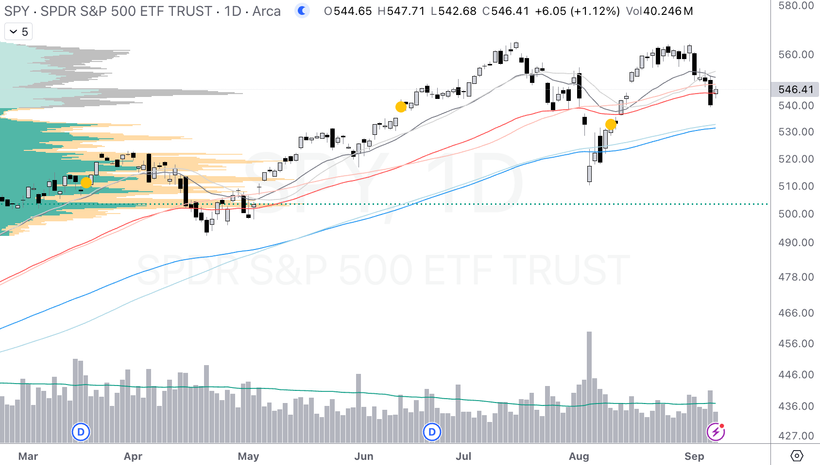 SPY · SPDR S&P 500 ETF TRUST · 1D · Arca O544.65 H547.71 L542.68 C546.41 +6.05 (+1.12%) Vol40.246M
5
580.00
560.00
546.41
540.00
530.00
520.00
510.00
500.00
490.00
478.00
466.00
456.00
446.00
436.00
427.00
SPY, 1D
SPDR S&P 500 ETF TRUST
D
D
Mar Apr May Jun Jul Aug Sep